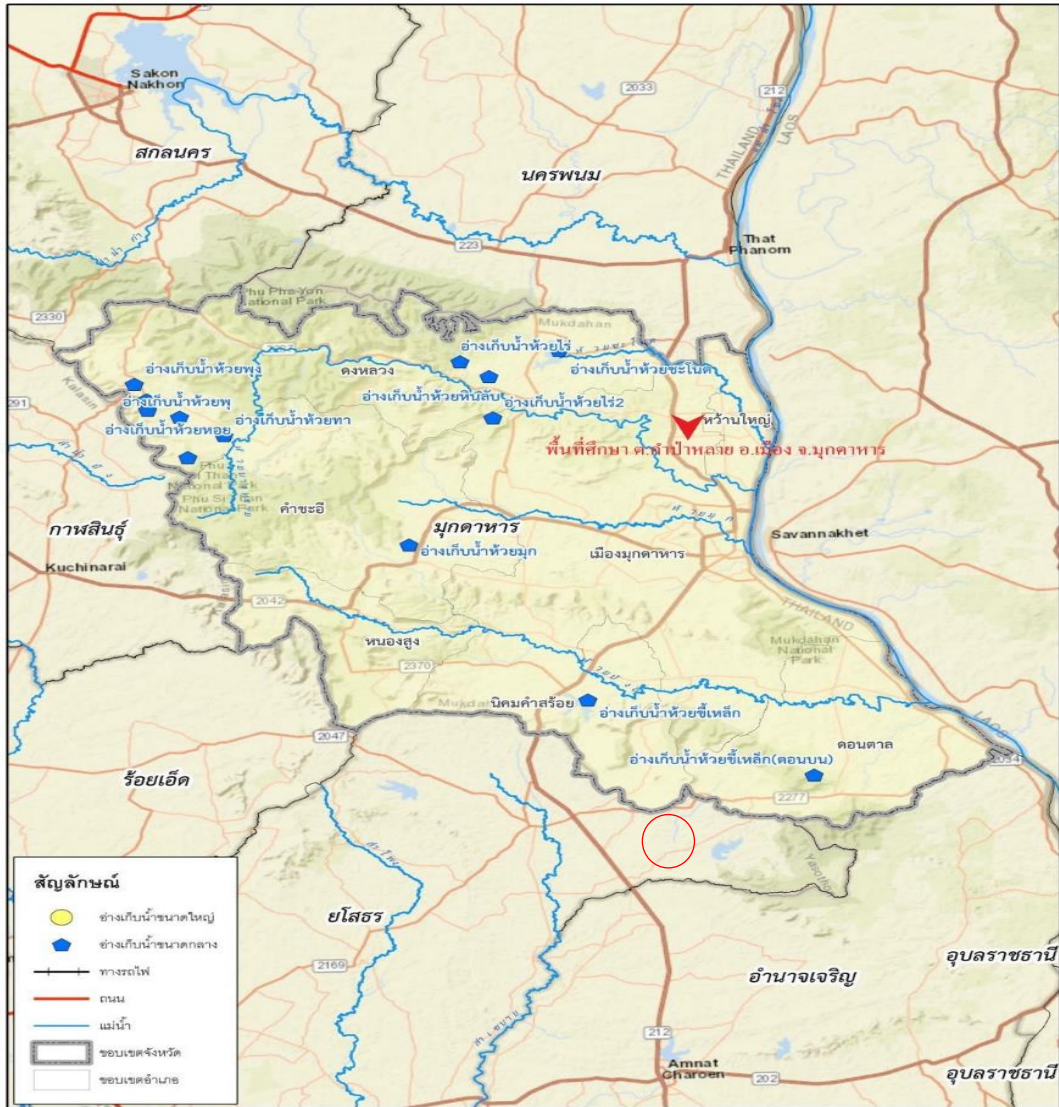 Sakon
Nakhon
2033
212
สกลนคร
นครพนม
THAILAND
LAOS
223
That
Phanom
2330
Phu Pha Yon
National Park
Mukdahan
291
Kalasin
อ่างเก็บน้ำห้วยไร่
ดงหลวง
อ่างเก็บน้ำห้วยชะโนด
อ่างเก็บน้ำห้วยพุง
อ่างเก็บน้ำห้วยหินลับ
อ่างเก็บน้ำห้วยไร่2
อ่างเก็บน้ำห้วยพุ
อ่างเก็บน้ำห้วยทา
อ่างเก็บน้ำห้วยหอย
หว้านใหญ่
พื้นที่ศึกษา ต.คำป่าหลาย อ.เมือง จ.มุกดาหาร
Phu Si Than
National Park
กาฬสินธุ์
คำชะอี
มุกดาหาร
ห้วยมุก
Savannakhet
อ่างเก็บน้ำห้วยมุก
เมืองมุกดาหาร
Kuchinarai
2042
THAILAND
หนองสูง
Mukdahan
National
Park
2370
นิคมคำสร้อย
อ่างเก็บน้ำห้วยขี้เหล็ก
LAOS
2047
ดอนตาล
ร้อยเอ็ด
อ่างเก็บน้ำห้วยขี้เหล็ก(ตอนบน)
2034
2277
Yasothon
ยโสธร
2169
อำนาจเจริญ
อุบลราชธานี
212
Amnat
Charoen
202
อุบลราชธานี
สัญลักษณ์
อ่างเก็บน้ำขนาดใหญ่
อ่างเก็บน้ำขนาดกลาง
ทางรถไฟ
ถนน
แม่น้ำ
ขอบเขตจังหวัด
ขอบเขตอำเภอ